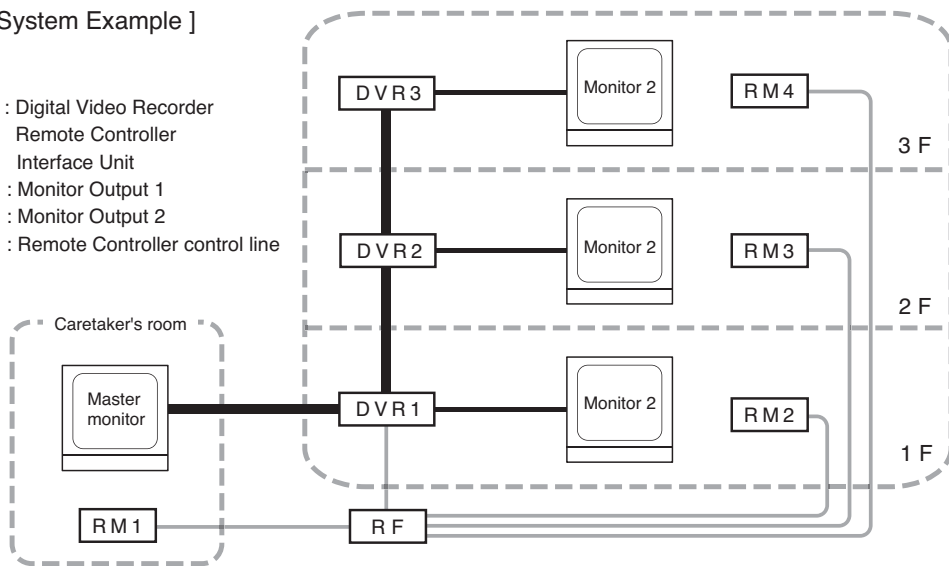 System Example ]
: Digital Video Recorder
Remote Controller
Interface Unit
: Monitor Output 1
: Monitor Output 2
: Remote Controller control line
DVR3
Monitor 2
RM4
3 F
DVR2
Monitor 2
RM3
2 F
Caretaker's room
Master
monitor
DVR1
Monitor 2
RM2
1 F
RM1
RF